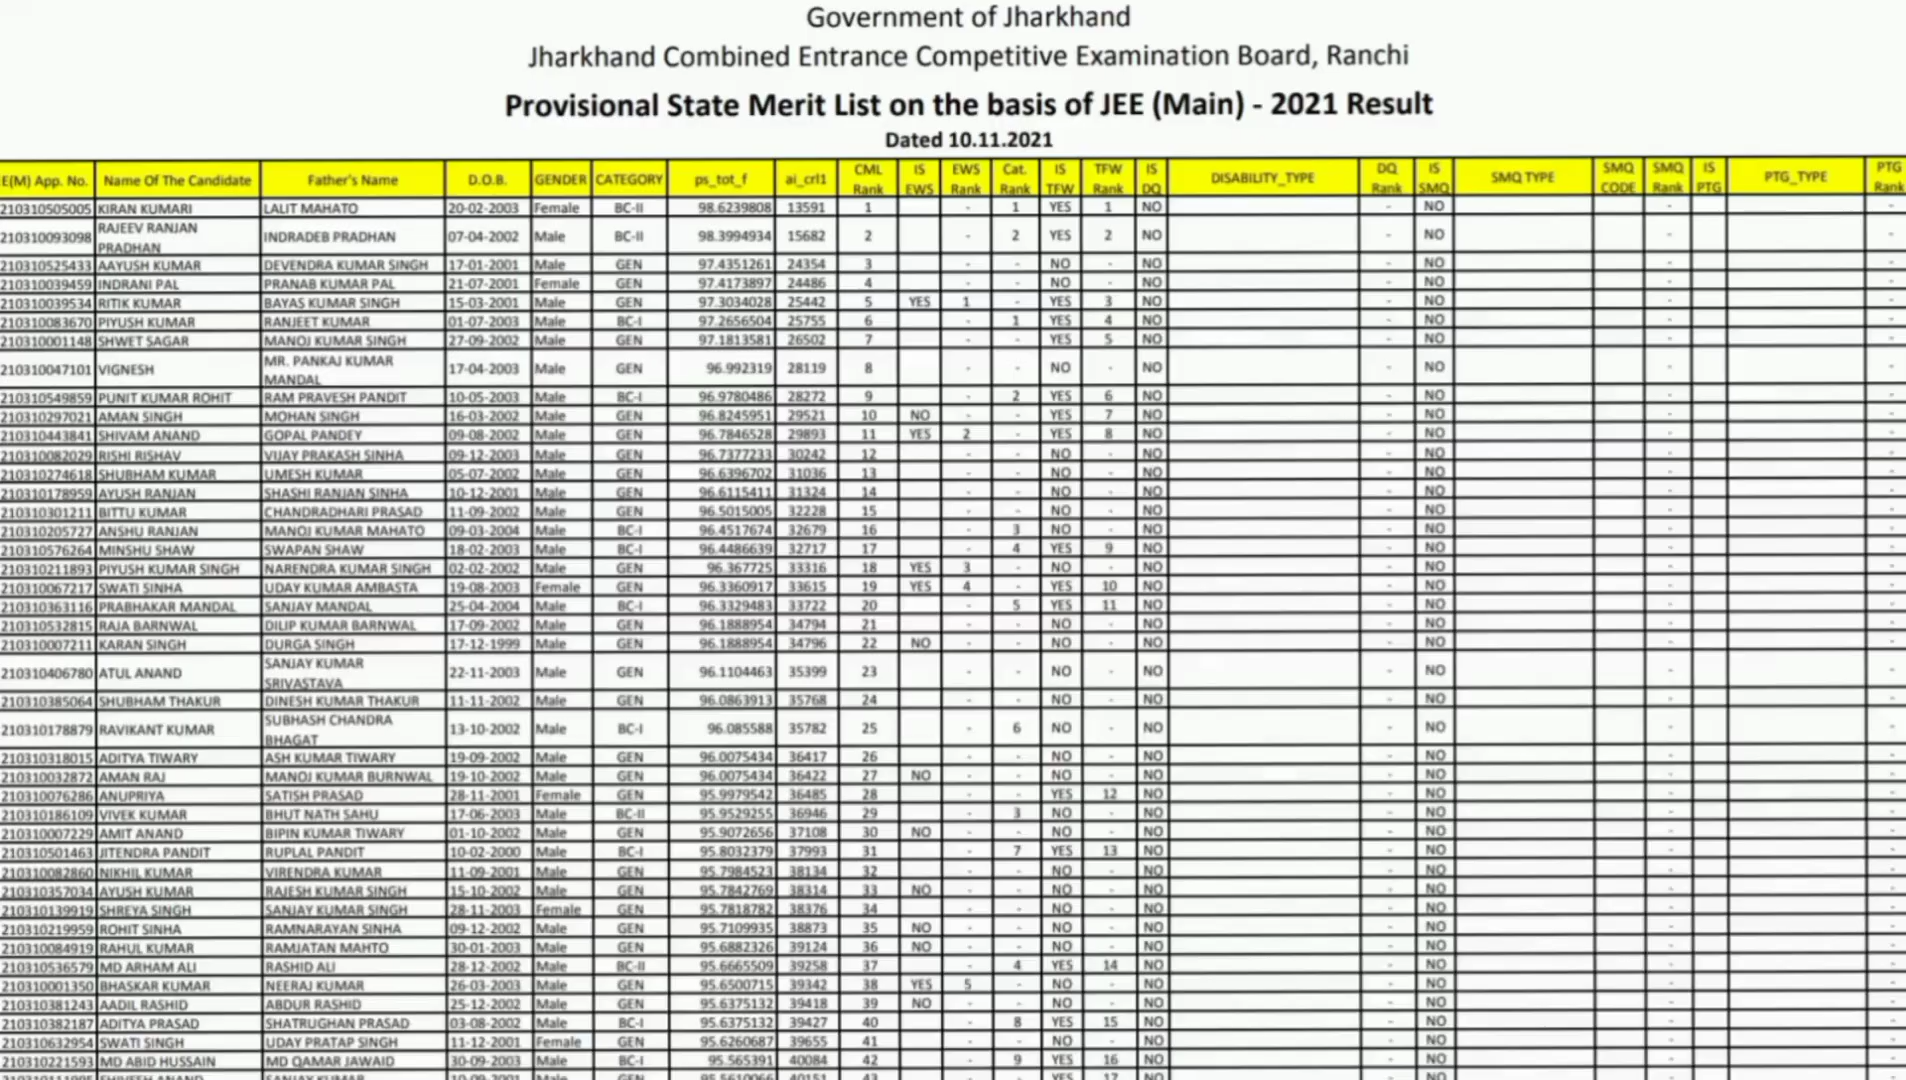 Government of Jharkhand
Jharkhand Combined Entrance Competitive Examination Board, Ranchi
Provisional State Merit List on the basis of JEE (Main) - 2021 Result
Dated 10.11.2021
E(M) App. No. Name Of The Candidate Father's Name D.O.B. GENDER CATEGORY ps_tot_f ai_crl1 CML Rank IS EWS EWS Rank Cat. Rank IS TFW TFW Rank IS DQ DISABILITY_TYPE DQ Rank IS SMQ SMQ TYPE SMQ CODE SMQ Rank IS PTG PTG_TYPE PTG Rank
210310505005 KIRAN KUMARI LALIT MAHATO 20-02-2003 Female BC-II 98.6239808 13591 1 - 1 YES 1 NO - NO - -
210310093098 RAJEEV RANJAN PRADHAN INDRADEB PRADHAN 07-04-2002 Male BC-II 98.3994934 15682 2 - 2 YES 2 NO - NO - -
210310525433 AAYUSH KUMAR DEVENDRA KUMAR SINGH 17-01-2001 Male GEN 97.4351261 24354 3 - - NO - NO - NO - -
210310039459 INDRANI PAL PRANAB KUMAR PAL 21-07-2001 Female GEN 97.4173897 24486 4 - - NO - NO - NO - -
210310039534 RITIK KUMAR BAYAS KUMAR SINGH 15-03-2001 Male GEN 97.3034028 25442 5 YES 1 - YES 3 NO - NO - -
210310083670 PIYUSH KUMAR RANJEET KUMAR 01-07-2003 Male BC-I 97.2656504 25755 6 - 1 YES 4 NO - NO - -
210310001148 SHWET SAGAR MANOJ KUMAR SINGH 27-09-2002 Male GEN 97.1813581 26502 7 - - YES 5 NO - NO - -
210310047101 VIGNESH MR. PANKAJ KUMAR MANDAL 17-04-2003 Male GEN 96.992319 28119 8 - - NO - NO - NO - -
210310549859 PUNIT KUMAR ROHIT RAM PRAVESH PANDIT 10-05-2003 Male BC-I 96.9780486 28272 9 - 2 YES 6 NO - NO - -
210310297021 AMAN SINGH MOHAN SINGH 16-03-2002 Male GEN 96.8245951 29521 10 NO - - YES 7 NO - NO - -
210310443841 SHIVAM ANAND GOPAL PANDEY 09-08-2002 Male GEN 96.7846528 29893 11 YES 2 - YES 8 NO - NO - -
210310082029 RISHI RISHAV VIJAY PRAKASH SINHA 09-12-2003 Male GEN 96.7377233 30242 12 - - NO - NO - NO - -
210310274618 SHUBHAM KUMAR UMESH KUMAR 05-07-2002 Male GEN 96.6396702 31036 13 - - NO - NO - NO - -
210310178959 AYUSH RANJAN SHASHI RANJAN SINHA 10-12-2001 Male GEN 96.6115411 31324 14 - - NO - NO - NO - -
210310301211 BITTU KUMAR CHANDRADHARI PRASAD 11-09-2002 Male GEN 96.5015005 32228 15 - - NO - NO - NO - -
210310205727 ANSHU RANJAN MANOJ KUMAR MAHATO 09-03-2004 Male BC-I 96.4517674 32679 16 - 3 NO - NO - NO - -
210310576264 MINSHU SHAW SWAPAN SHAW 18-02-2003 Male BC-I 96.4486639 32717 17 - 4 YES 9 NO - NO - -
210310211893 PIYUSH KUMAR SINGH NARENDRA KUMAR SINGH 02-02-2002 Male GEN 96.367725 33316 18 YES 3 - NO - NO - NO - -
210310067217 SWATI SINHA UDAY KUMAR AMBASTA 19-08-2003 Female GEN 96.3360917 33615 19 YES 4 - YES 10 NO - NO - -
210310363116 PRABHAKAR MANDAL SANJAY MANDAL 25-04-2004 Male BC-I 96.3329483 33722 20 - 5 YES 11 NO - NO - -
210310532815 RAJA BARNWAL DILIP KUMAR BARNWAL 17-09-2002 Male GEN 96.1888954 34794 21 - - NO - NO - NO - -
210310007211 KARAN SINGH DURGA SINGH 17-12-1999 Male GEN 96.1888954 34796 22 NO - - NO - NO - NO - -
210310406780 ATUL ANAND SANJAY KUMAR SRIVASTAVA 22-11-2003 Male GEN 96.1104463 35399 23 - - NO - NO - NO - -
210310385064 SHUBHAM THAKUR DINESH KUMAR THAKUR 11-11-2002 Male GEN 96.0863913 35768 24 - - NO - NO - NO - -
210310178879 RAVIKANT KUMAR SUBHASH CHANDRA BHAGAT 13-10-2002 Male BC-I 96.085588 35782 25 - 6 NO - NO - NO - -
210310318015 ADITYA TIWARY ASH KUMAR TIWARY 19-09-2002 Male GEN 96.0075434 36417 26 - - NO - NO - NO - -
210310032872 AMAN RAJ MANOJ KUMAR BURNWAL 19-10-2002 Male GEN 96.0075434 36422 27 NO - - NO - NO - NO - -
210310076286 ANUPRIYA SATISH PRASAD 28-11-2001 Female GEN 95.9979542 36485 28 - - YES 12 NO - NO - -
210310186109 VIVEK KUMAR BHUT NATH SAHU 17-06-2003 Male BC-II 95.9529255 36946 29 - 3 NO - NO - NO - -
210310007229 AMIT ANAND BIPIN KUMAR TIWARY 01-10-2002 Male GEN 95.9072656 37108 30 NO - - NO - NO - NO - -
210310501463 JITENDRA PANDIT RUPLAL PANDIT 10-02-2000 Male BC-I 95.8032379 37993 31 - 7 YES 13 NO - NO - -
210310082860 NIKHIL KUMAR VIRENDRA KUMAR 11-09-2001 Male GEN 95.7984523 38134 32 - - NO - NO - NO - -
210310357034 AYUSH KUMAR RAJESH KUMAR SINGH 15-10-2002 Male GEN 95.7842769 38314 33 NO - - NO - NO - NO - -
210310139919 SHREYA SINGH SANJAY KUMAR SINGH 28-11-2003 Female GEN 95.7818782 38376 34 - - NO - NO - NO - -
210310219959 ROHIT SINHA RAMNARAYAN SINHA 09-12-2002 Male GEN 95.7109935 38873 35 NO - - NO - NO - NO - -
210310084919 RAHUL KUMAR RAMJATAN MAHTO 30-01-2003 Male GEN 95.6882326 39124 36 NO - - NO - NO - NO - -
210310536579 MD ARHAM ALI RASHID ALI 28-12-2002 Male BC-II 95.6665509 39258 37 - 4 YES 14 NO - NO - -
210310001350 BHASKAR KUMAR NEERAJ KUMAR 26-03-2003 Male GEN 95.6500715 39342 38 YES 5 - NO - NO - NO - -
210310381243 AADIL RASHID ABDUR RASHID 25-12-2002 Male GEN 95.6375132 39418 39 NO - - NO - NO - NO - -
210310382187 ADITYA PRASAD SHATRUGHAN PRASAD 03-08-2002 Male BC-I 95.6375132 39427 40 - 8 YES 15 NO - NO - -
210310632954 SWATI SINGH UDAY PRATAP SINGH 11-12-2001 Female GEN 95.6260687 39655 41 - - NO - NO - NO - -
210310221593 MD ABID HUSSAIN MD QAMAR JAWAID 30-09-2003 Male BC-I 95.565391 40084 42 - 9 YES 16 NO - NO - -